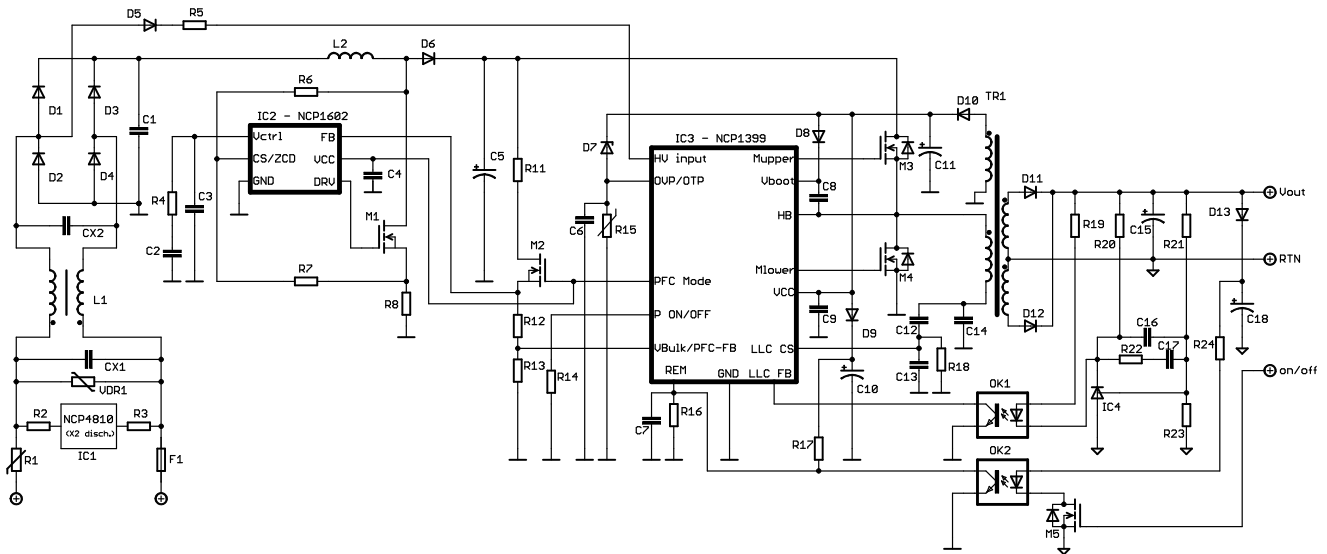 D5
R5
L2
D6
R6
IC2 - NCP1602
D1
D3
C1
Vctrl
FB
CS/ZCD
VCC
GND
DRV
C4
D2
D4
R4
C3
C2
CX2
M1
R7
R8
L1
CX1
VDR1
R2
NCP4810
(X2 disch.)
R3
IC1
R1
F1
C5
R11
M2
R12
R13
R14
D7
C6
R15
IC3 - NCP1399
HV input
Mupper
OVP/OTP
Vboot
HB
Mlower
PFC Mode
VCC
P ON/OFF
VBulk/PFC-FB
LLC CS
REM
GND
LLC FB
C7
R16
D8
C8
M3
C11
D10
TR1
M4
C9
D9
C12
C14
C13
R18
C10
R17
D11
D12
R19
R20
C15
R21
D13
Vout
RTN
C18
C16
C17
R22
R24
on/off
OK1
IC4
R23
OK2
M5